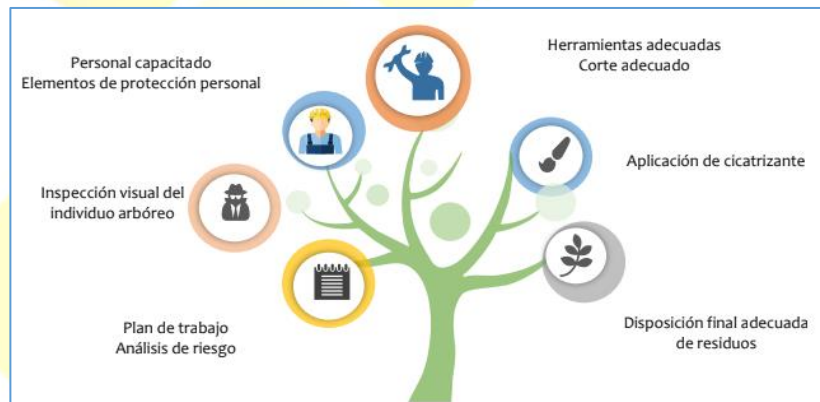 Personal capacitado
Elementos de protección personal
Herramientas adecuadas
Corte adecuado
Inspección visual del
individuo arbóreo
Aplicación de cicatrizante
Plan de trabajo
Análisis de riesgo
Disposición final adecuada
de residuos